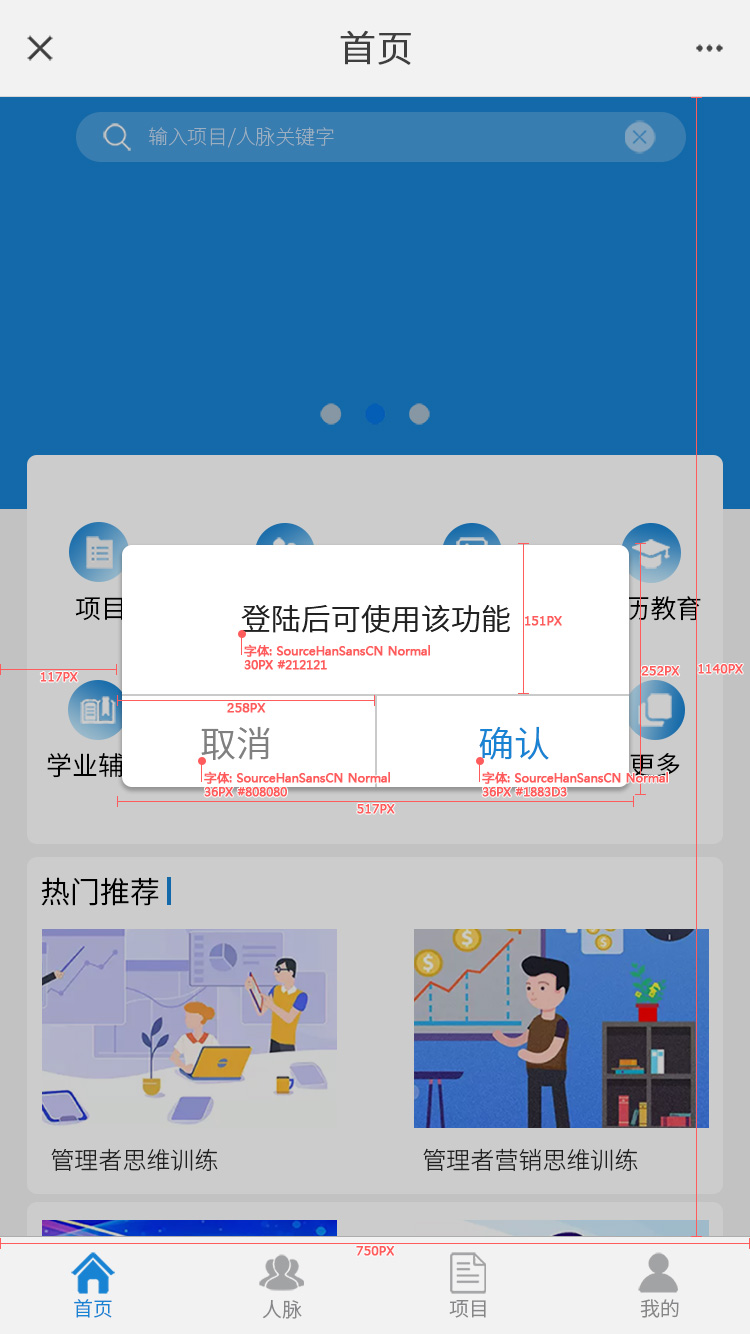 首页
输入项目/人脉关键字
项目
历教育
登陆后可使用该功能
151PX
字体: SourceHanSansCN Normal
30PX #212121
117PX
252PX
1140PX
258PX
取消
确认
学业辅
更多
字体: SourceHanSansCN Normal
36PX #808080
字体: SourceHanSansCN Normal
36PX #1883D3
517PX
热门推荐
管理者思维训练
管理者营销思维训练
750PX
首页
人脉
项目
我的